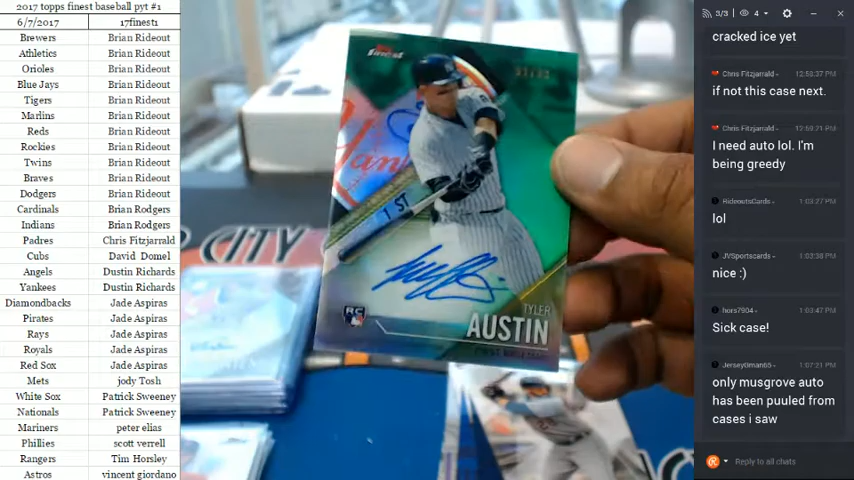 2017 topps finest baseball pyt #1
6/7/2017 17finest1
Brewers Brian Rideout
Athletics Brian Rideout
Orioles Brian Rideout
Blue Jays Brian Rideout
Tigers Brian Rideout
Marlins Brian Rideout
Reds Brian Rideout
Rockies Brian Rideout
Twins Brian Rideout
Braves Brian Rideout
Dodgers Brian Rideout
Cardinals Brian Rodgers
Indians Brian Rodgers
Padres Chris Fitzjarrald
Cubs David Domel
Angels Dustin Richards
Yankees Dustin Richards
Diamondbacks Jade Aspiras
Pirates Jade Aspiras
Rays Jade Aspiras
Royals Jade Aspiras
Red Sox Jade Aspiras
Mets jody Tosh
White Sox Patrick Sweeney
Nationals Patrick Sweeney
Mariners peter elias
Phillies scott verrell
Rangers Tim Horsley
Astros vincent giordano
finest
1 ST
RC
TYLER
AUSTIN
FIRST BASEMAN
CITY
3/3 4
cracked ice yet
Chris Fitzjarrald 12:58:37 PM
if not this case next.
Chris Fitzjarrald 12:59:21 PM
I need auto lol. I'm
being greedy
RideoutsCards 1:03:27 PM
lol
JVSportscards 1:03:38 PM
nice :)
hors7904 1:03:47 PM
Sick case!
Jersey0man65 1:07:21 PM
only musgrove auto
has been puuled from
cases i saw
Reply to all chats